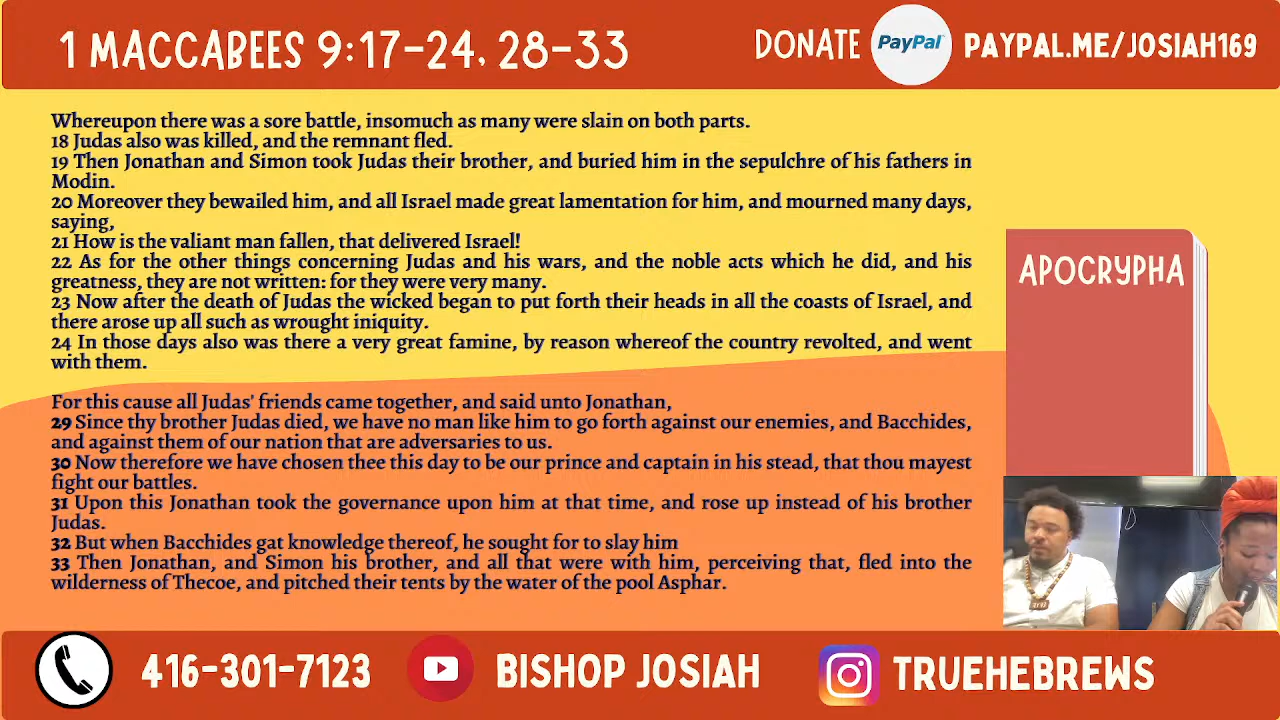 1 MACCABEES 9:17-24, 28-33
DONATE PayPal PAYPAL.ME/JOSIAH169
Whereupon there was a sore battle, insomuch as many were slain on both parts.
18 Judas also was killed, and the remnant fled.
19 Then Jonathan and Simon took Judas their brother, and buried him in the sepulchre of his fathers in
Modin.
20 Moreover they bewailed him, and all Israel made great lamentation for him, and mourned many days,
saying,
21 How is the valiant man fallen, that delivered Israel!
22 As for the other things concerning Judas and his wars, and the noble acts which he did, and his
greatness, they are not written: for they were very many.
23 Now after the death of Judas the wicked began to put forth their heads in all the coasts of Israel, and
there arose up all such as wrought iniquity.
24 In those days also was there a very great famine, by reason whereof the country revolted, and went
with them.
For this cause all Judas' friends came together, and said unto Jonathan,
29 Since thy brother Judas died, we have no man like him to go forth against our enemies, and Bacchides,
and against them of our nation that are adversaries to us.
30 Now therefore we have chosen thee this day to be our prince and captain in his stead, that thou mayest
fight our battles.
31 Upon this Jonathan took the governance upon him at that time, and rose up instead of his brother
Judas.
32 But when Bacchides gat knowledge thereof, he sought for to slay him
33 Then Jonathan, and Simon his brother, and all that were with him, perceiving that, fled into the
wilderness of Thecoe, and pitched their tents by the water of the pool Asphar.
APOCRYPHA
416-301-7123
BISHOP JOSIAH
TRUEHEBREWS